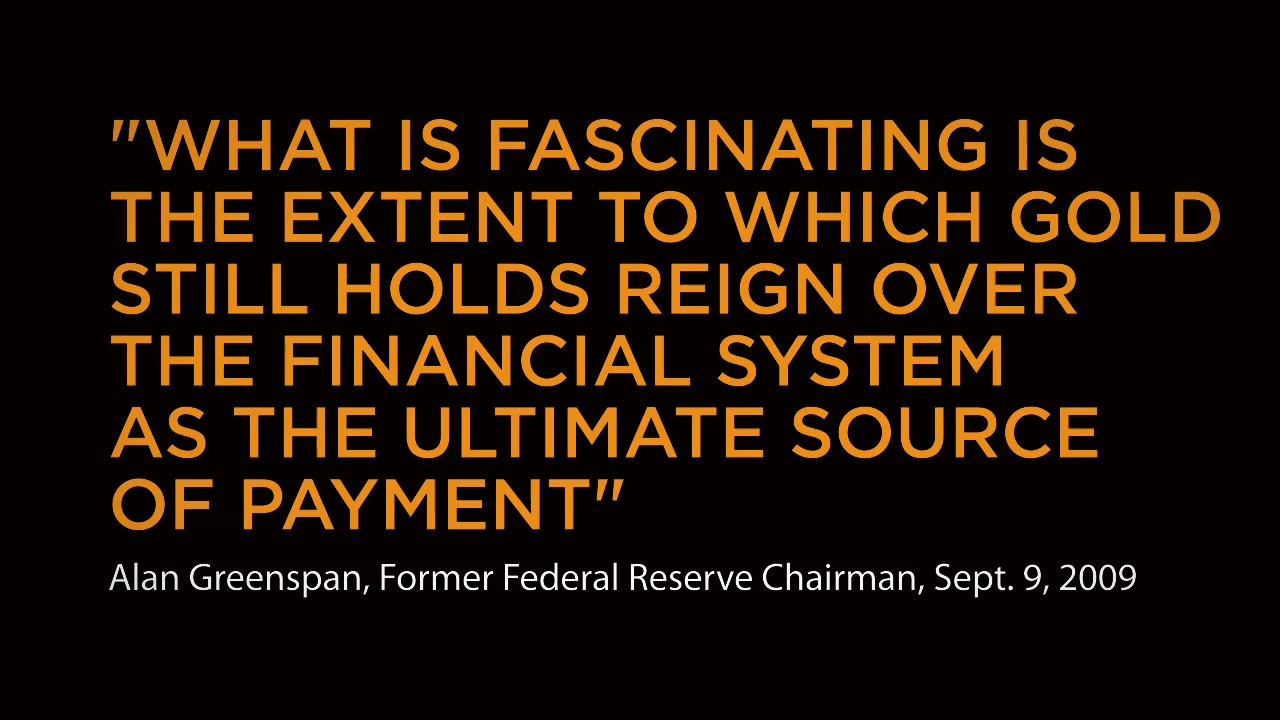 "WHAT IS FASCINATING IS
THE EXTENT TO WHICH GOLD
STILL HOLDS REIGN OVER
THE FINANCIAL SYSTEM
AS THE ULTIMATE SOURCE
OF PAYMENT"
Alan Greenspan, Former Federal Reserve Chairman, Sept. 9, 2009